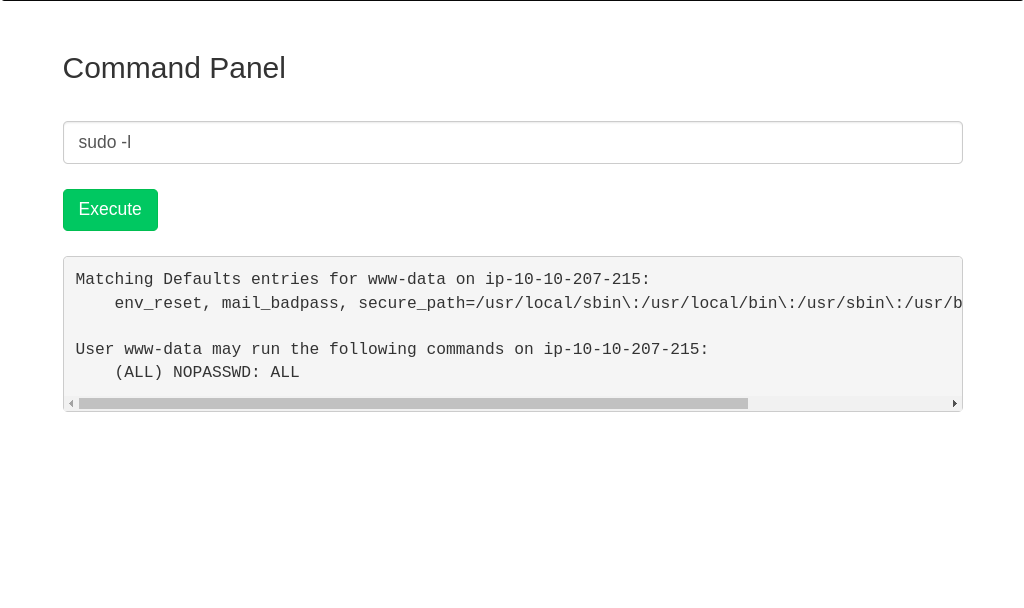 Command Panel
sudo -l
Execute
Matching Defaults entries for www-data on ip-10-10-207-215:
    env_reset, mail_badpass, secure_path=/usr/local/sbin\:/usr/local/bin\:/usr/sbin\:/usr/b
User www-data may run the following commands on ip-10-10-207-215:
    (ALL) NOPASSWD: ALL